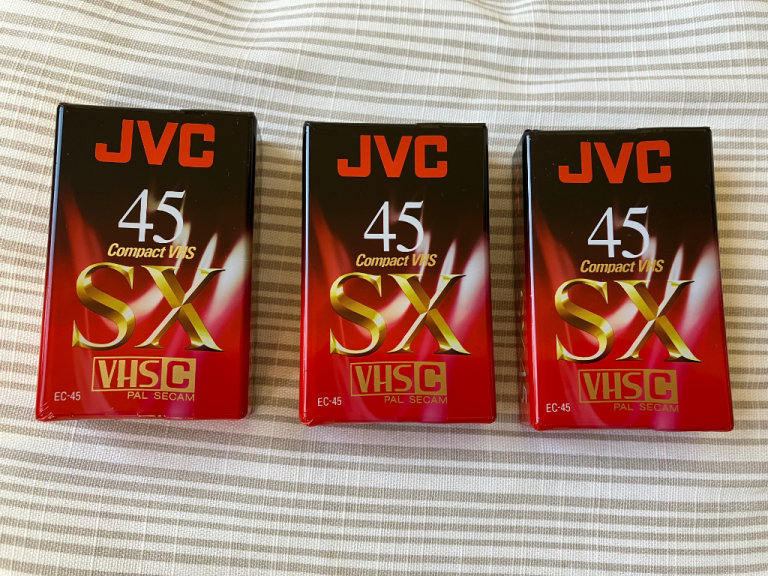 JVC
45
Compact VHS
SX
VHS C
PAL SECAM
EC-45
JVC
45
Compact VHS
SX
VHS C
PAL SECAM
EC-45
JVC
45
Compact VHS
SX
VHS C
PAL SECAM
EC-45